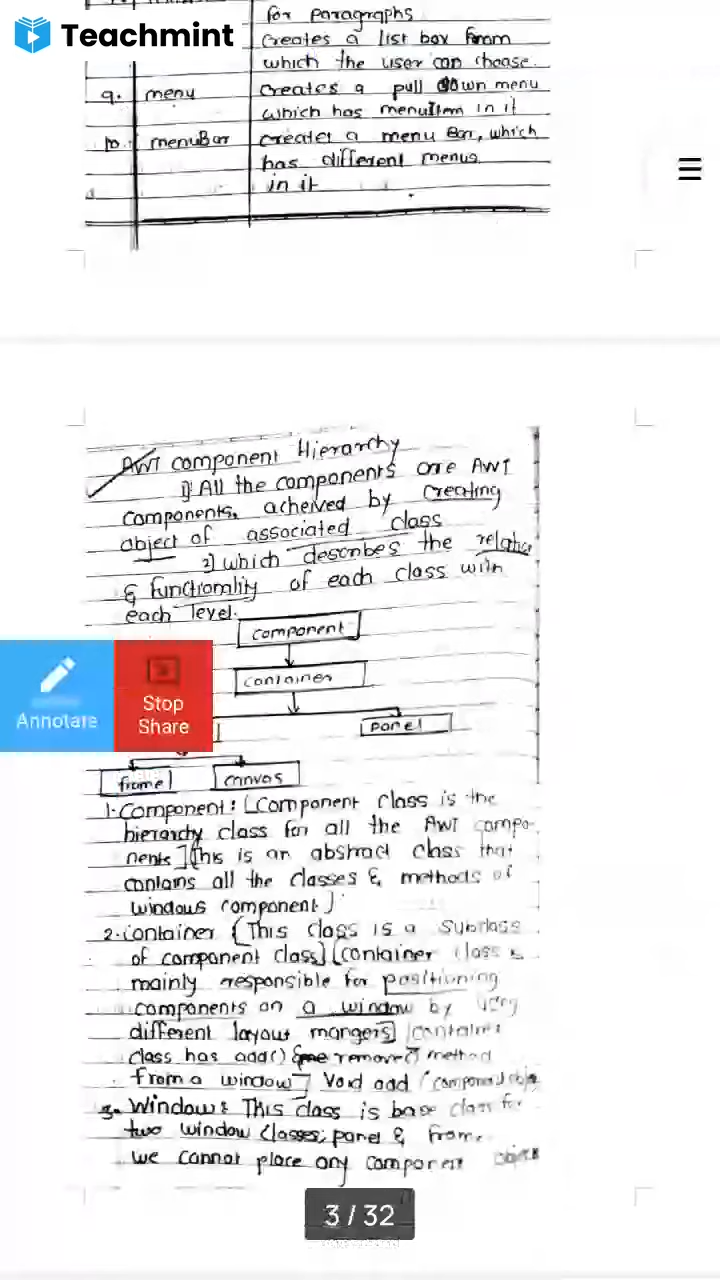 Teachmint
for paragraphs
creates a list box from
which the user can choose.
9. menu creates a pull down menu
which has menuItem in it
10. menuBar creates a menu Bar, which
has different menus
in it
AWT component Hierarchy
1) All the components are AWT
components, acheived by creating
object of associated class
2) which describes the
& functionality of each class with
each level.
component
container
panel
frame canvas
1. Component: [Component class is the
hierarchy class for all the AWT compo-
nents] [This is an abstract class that
contains all the classes & methods of
windows component]
2. Container [This class is a subclass
of component class] [container class is
mainly responsible for positioning
components on a window by using
different layout mangers] [container
class has add() & remove() method
from a window] Void add (component obje
3. Window: This class is base class for
two window classes; panel & frame.
we cannot place any component object
Annotate
Stop
Share
3 / 32